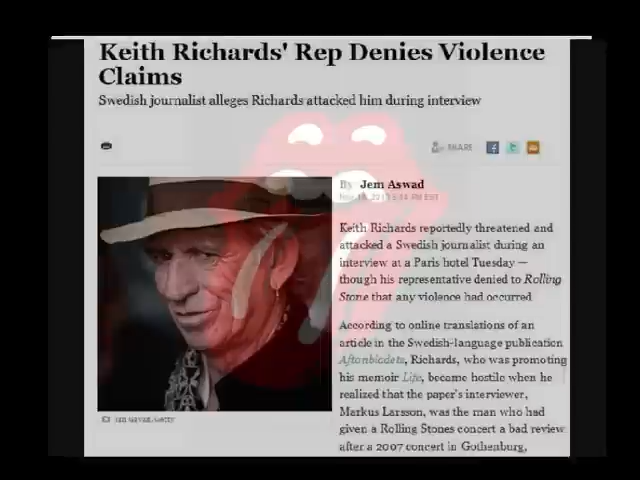 Keith Richards' Rep Denies Violence
Claims
Swedish journalist alleges Richards attacked him during interview
SHARE
By Jem Aswad
Keith Richards reportedly threatened and
attacked a Swedish journalist during an
interview at a Paris hotel Tuesday —
though his representative denied to Rolling
Stone that any violence had occurred
According to online translations of an
article in the Swedish-language publication
Aftonbladets, Richards, who was promoting
his memoir Life, became hostile when he
realized that the paper's interviewer,
Markus Larsson, was the man who had
given a Rolling Stones concert a bad review
after a 2007 concert in Gothenburg,